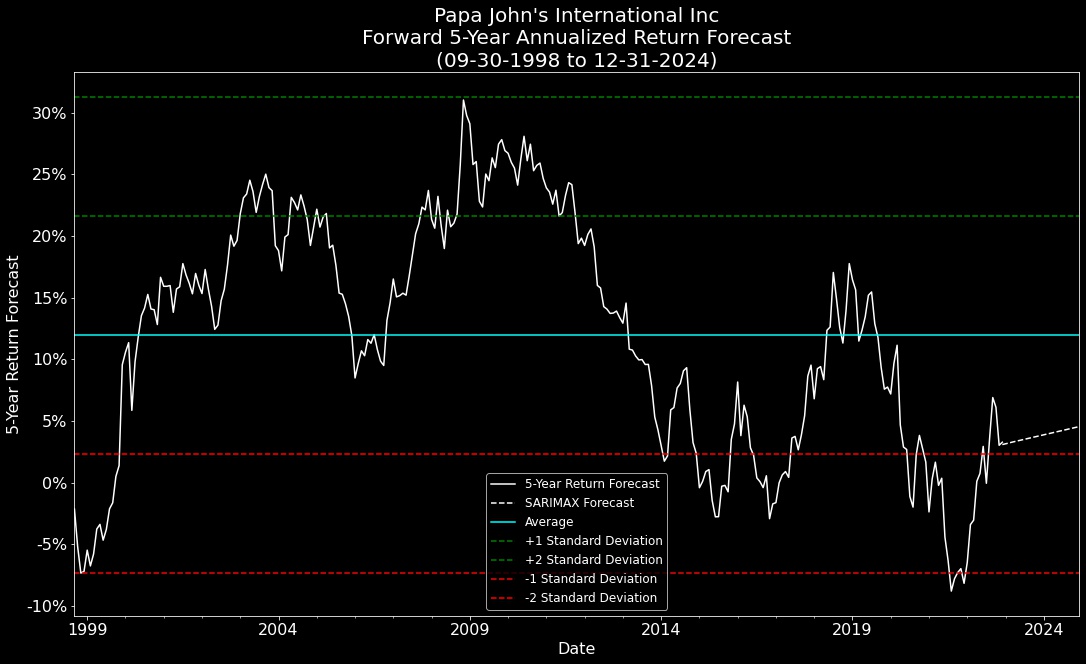 Papa John's International Inc
Forward 5-Year Annualized Return Forecast
(09-30-1998 to 12-31-2024)
30%
25%
20%
15%
10%
5%
0%
-5%
-10%
5-Year Return Forecast
5-Year Return Forecast
SARIMAX Forecast
Average
+1 Standard Deviation
+2 Standard Deviation
-1 Standard Deviation
-2 Standard Deviation
1999 2004 2009 2014 2019 2024
Date